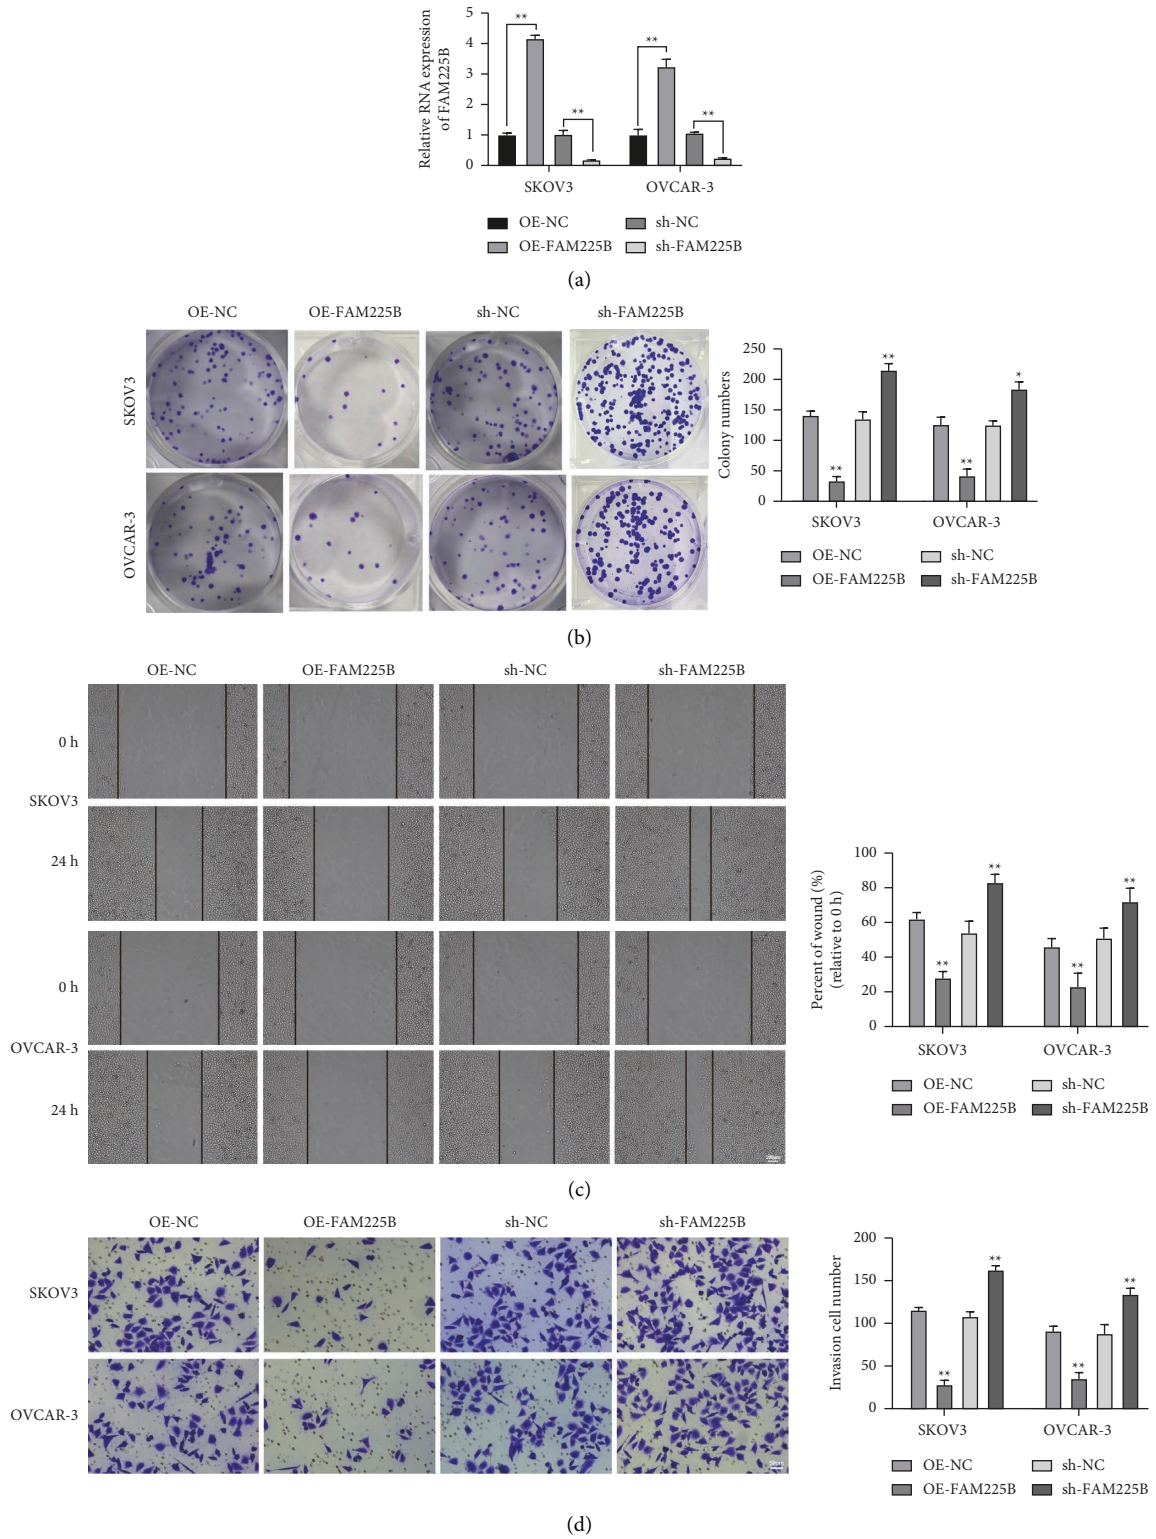 Relative RNA expression
of FAM225B
5
4
3
2
1
0
**
**
**
**
SKOV3
OVCAR-3
OE-NC
sh-NC
OE-FAM225B
sh-FAM225B
(a)
OE-NC
OE-FAM225B
sh-NC
sh-FAM225B
SKOV3
OVCAR-3
Colony numbers
250
200
150
100
50
0
**
**
**
*
SKOV3
OVCAR-3
OE-NC
sh-NC
OE-FAM225B
sh-FAM225B
(b)
OE-NC
OE-FAM225B
sh-NC
sh-FAM225B
0 h
SKOV3
24 h
0 h
OVCAR-3
24 h
Percent of wound (%)
(relative to 0 h)
100
80
60
40
20
0
**
**
**
**
SKOV3
OVCAR-3
OE-NC
sh-NC
OE-FAM225B
sh-FAM225B
(c)
OE-NC
OE-FAM225B
sh-NC
sh-FAM225B
SKOV3
OVCAR-3
Invasion cell number
200
150
100
50
0
**
**
**
**
SKOV3
OVCAR-3
OE-NC
sh-NC
OE-FAM225B
sh-FAM225B
(d)